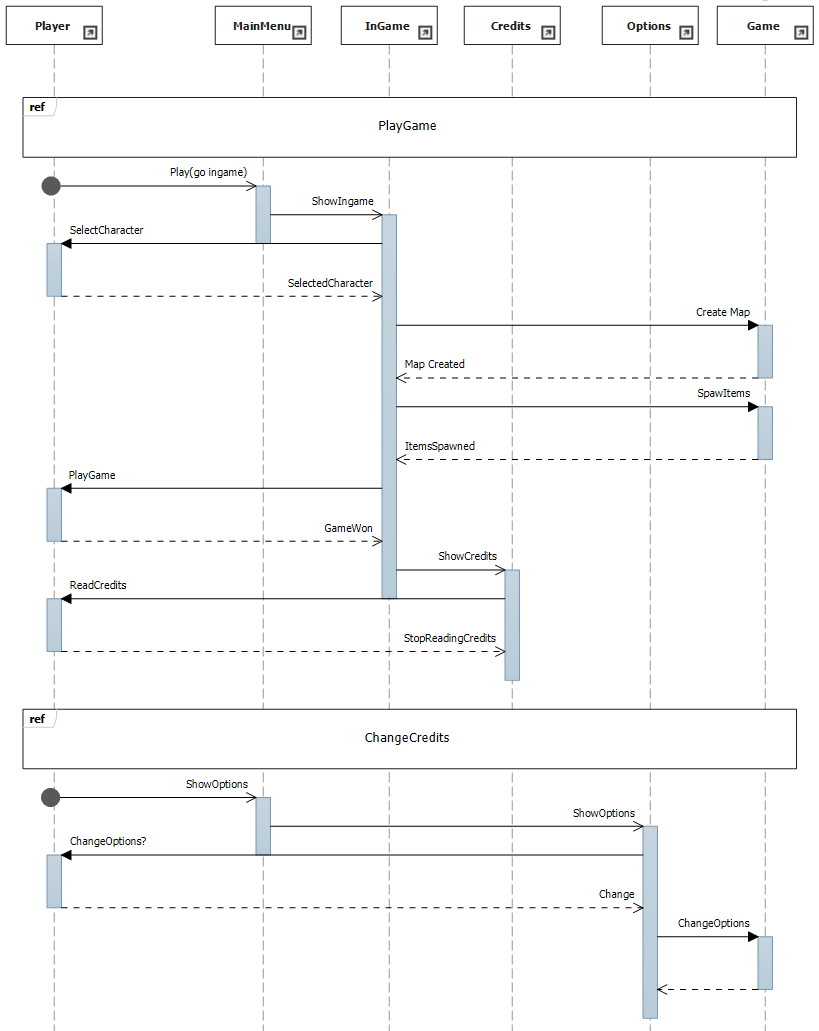 Player
MainMenu
InGame
Credits
Options
Game
ref
PlayGame
Play(go ingame)
ShowIngame
SelectCharacter
SelectedCharacter
Create Map
Map Created
SpawItems
ItemsSpawned
PlayGame
GameWon
ShowCredits
ReadCredits
StopReadingCredits
ref
ChangeCredits
ShowOptions
ShowOptions
ChangeOptions?
Change
ChangeOptions